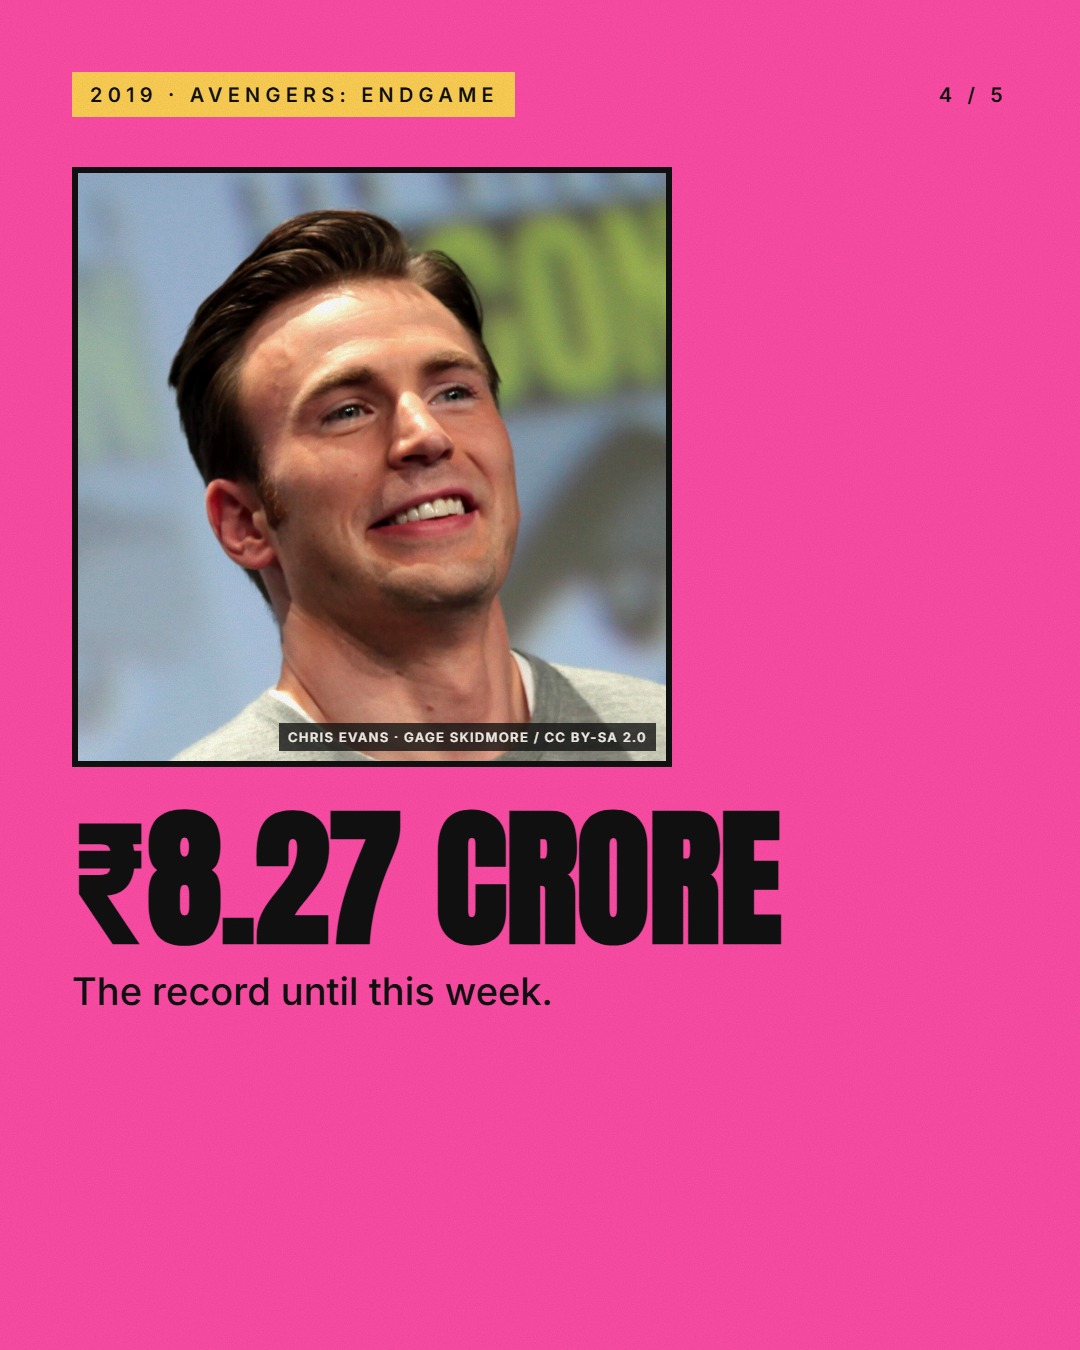 2019 · AVENGERS: ENDGAME
4 / 5
CON
CHRIS EVANS · GAGE SKIDMORE / CC BY-SA 2.0
₹8.27 CRORE
The record until this week.